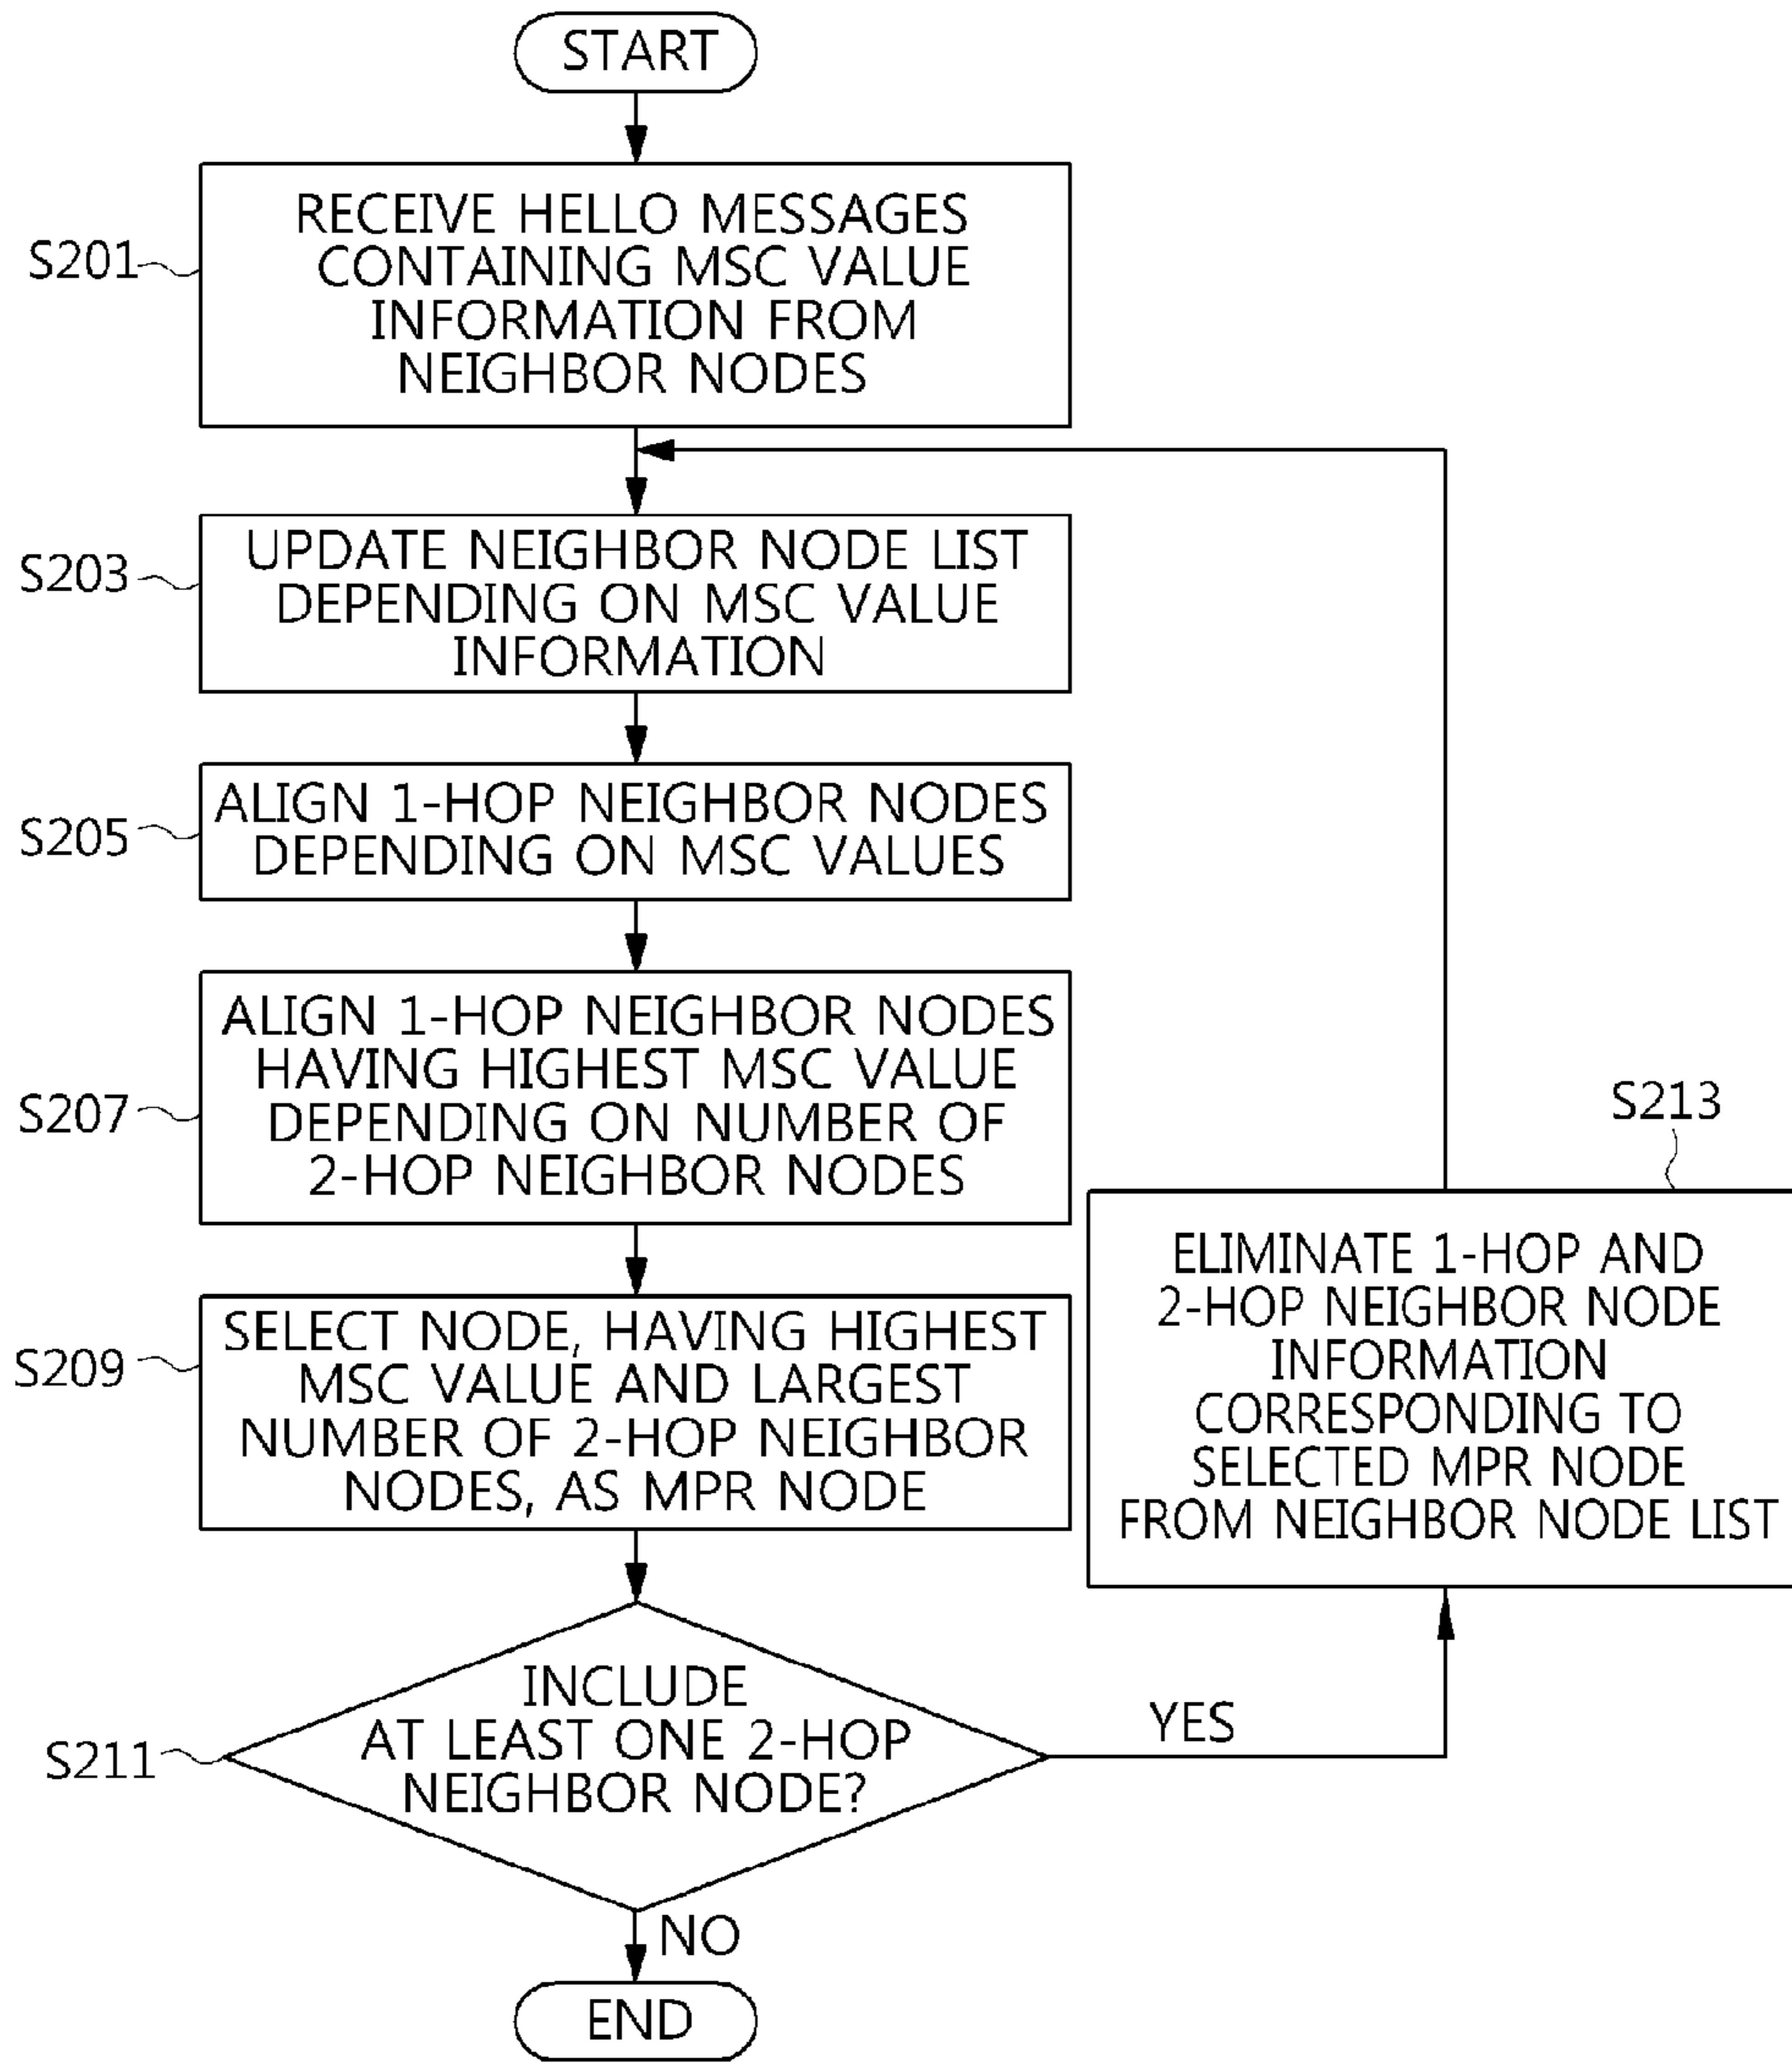 START
S201
RECEIVE HELLO MESSAGES
CONTAINING MSC VALUE
INFORMATION FROM
NEIGHBOR NODES
S203
UPDATE NEIGHBOR NODE LIST
DEPENDING ON MSC VALUE
INFORMATION
S205
ALIGN 1-HOP NEIGHBOR NODES
DEPENDING ON MSC VALUES
S207
ALIGN 1-HOP NEIGHBOR NODES
HAVING HIGHEST MSC VALUE
DEPENDING ON NUMBER OF
2-HOP NEIGHBOR NODES
S209
SELECT NODE, HAVING HIGHEST
MSC VALUE AND LARGEST
NUMBER OF 2-HOP NEIGHBOR
NODES, AS MPR NODE
S211
INCLUDE
AT LEAST ONE 2-HOP
NEIGHBOR NODE?
YES
S213
ELIMINATE 1-HOP AND
2-HOP NEIGHBOR NODE
INFORMATION
CORRESPONDING TO
SELECTED MPR NODE
FROM NEIGHBOR NODE LIST
NO
END